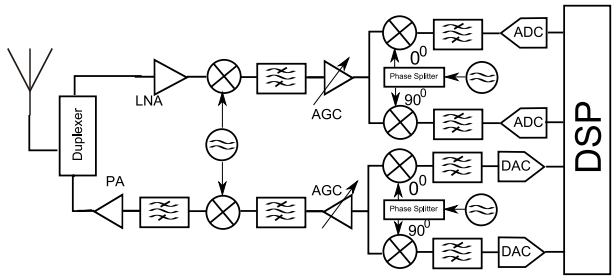 LNA
AGC
0⁰
Phase Splitter
90⁰
ADC
ADC
Duplexer
PA
AGC
0⁰
Phase Splitter
90⁰
DAC
DAC
DSP